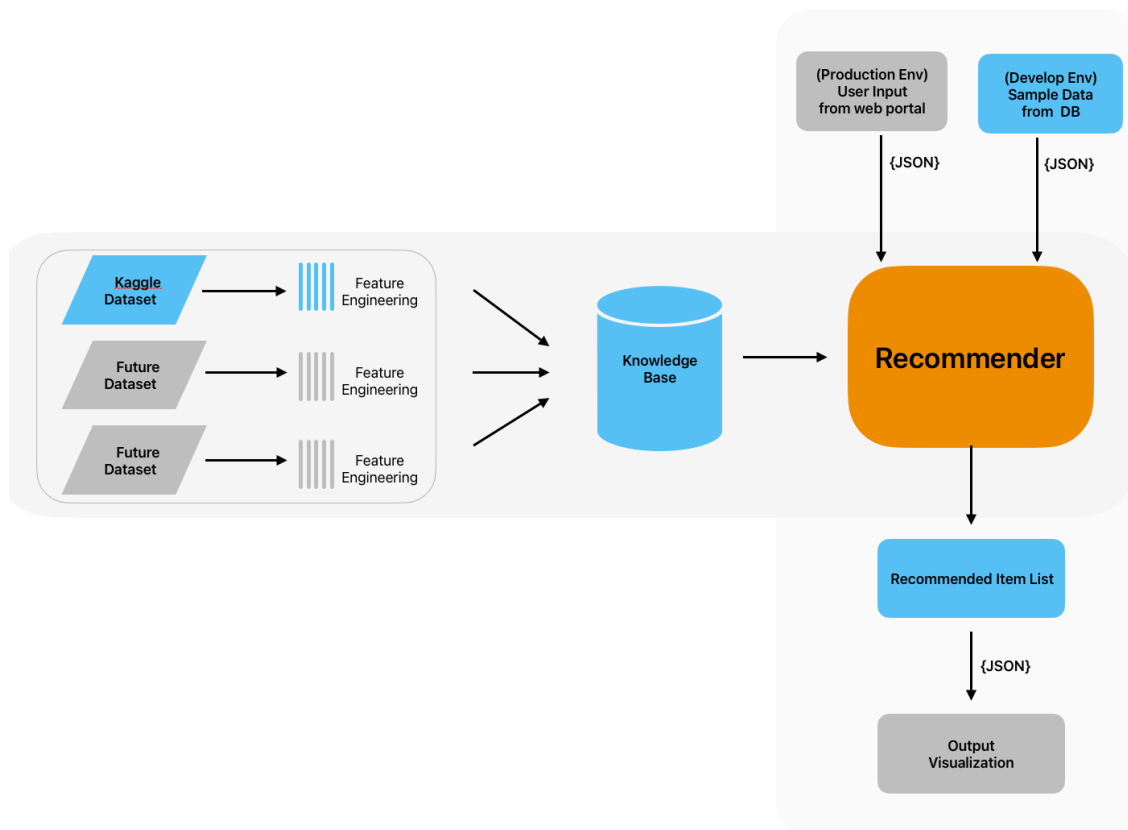 (Production Env)
User Input
from web portal
(Develop Env)
Sample Data
from DB
{JSON}
{JSON}
Kaggle
Dataset
Feature
Engineering
Future
Dataset
Feature
Engineering
Future
Dataset
Feature
Engineering
Knowledge
Base
Recommender
Recommended Item List
{JSON}
Output
Visualization